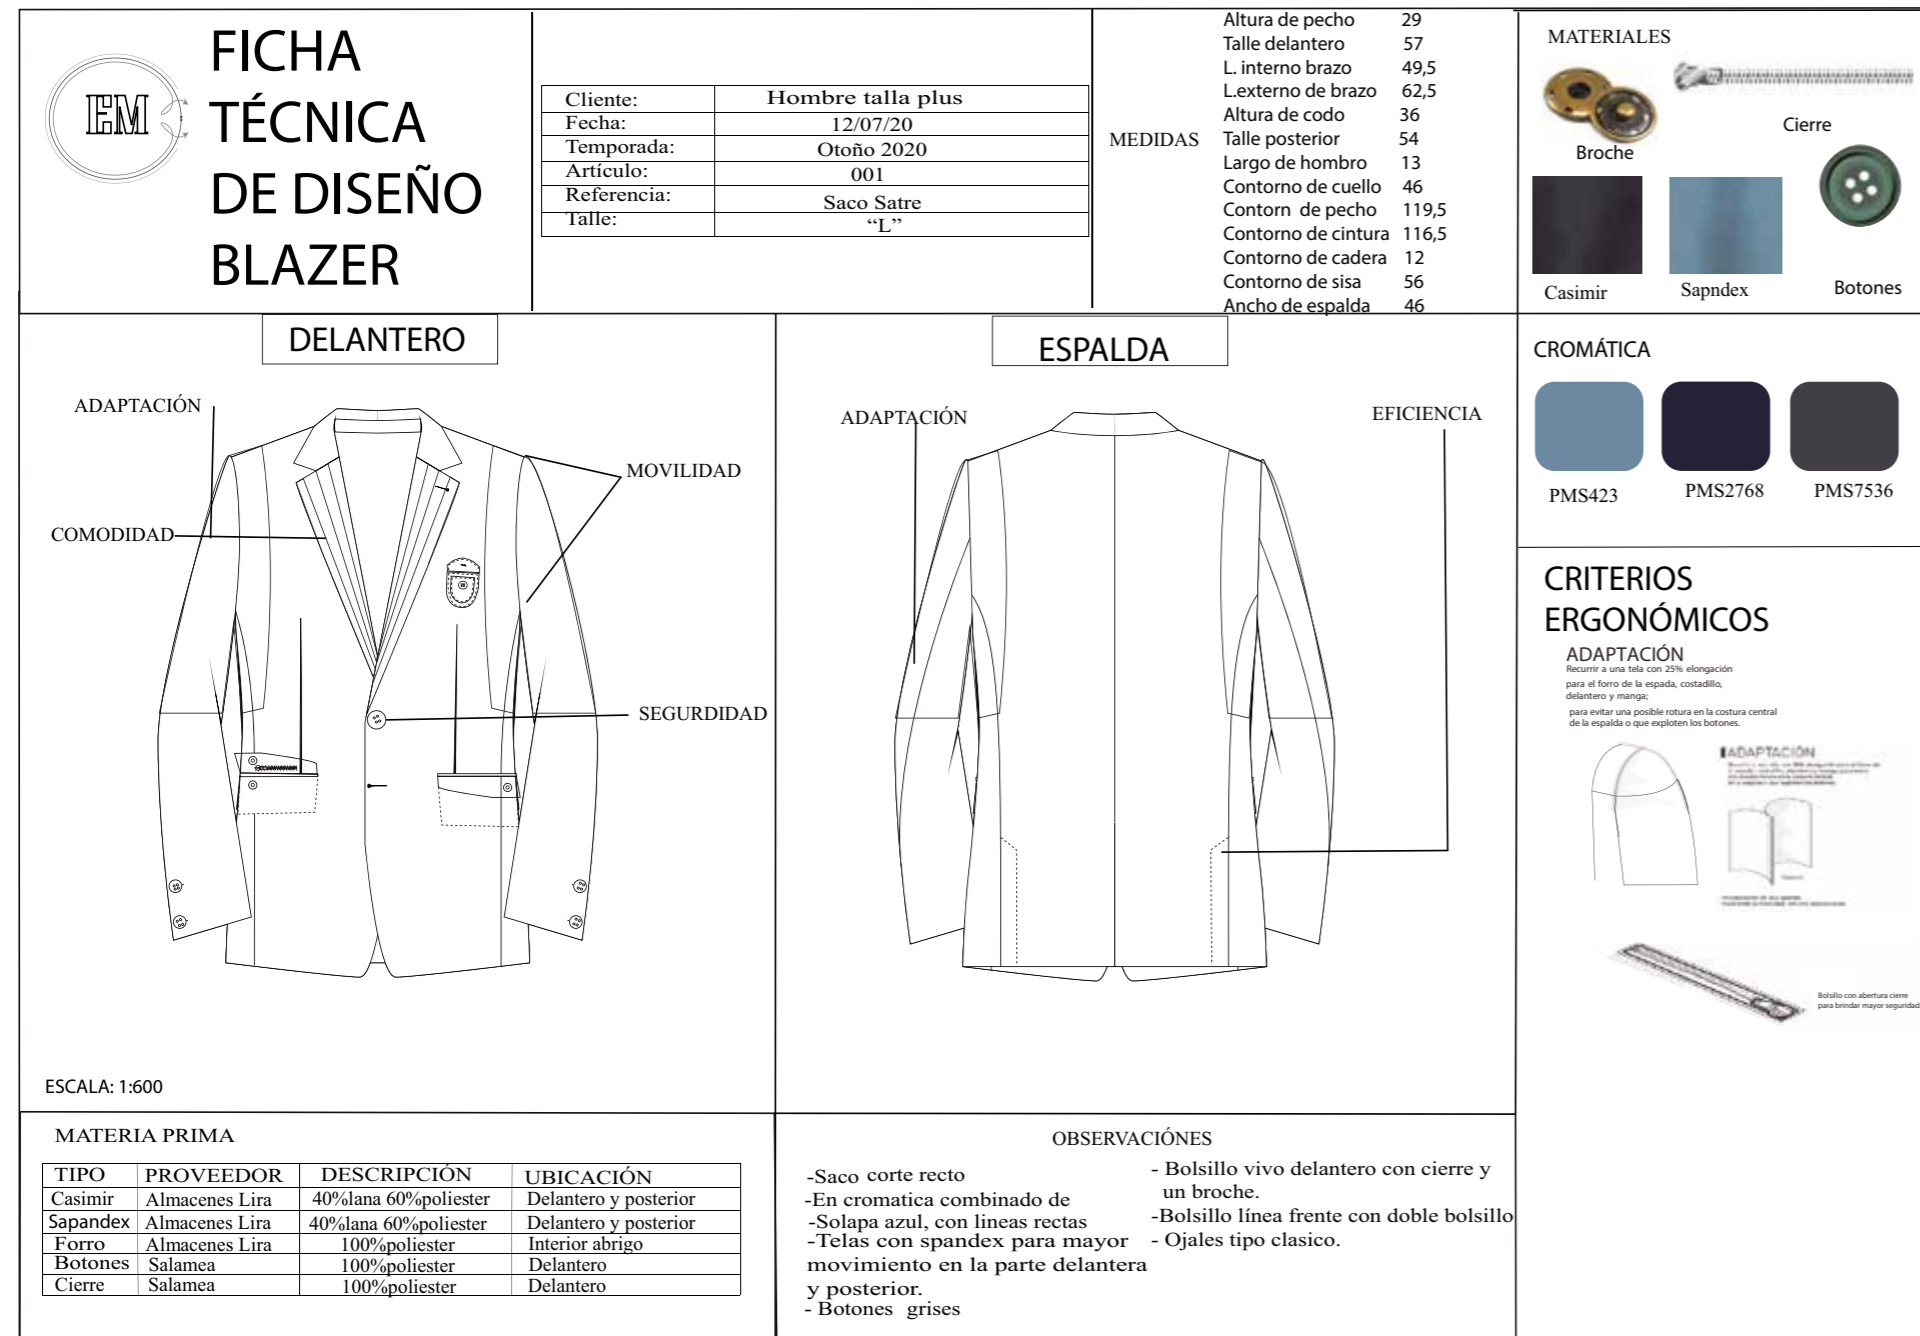 EM
FICHA
TÉCNICA
DE DISEÑO
BLAZER
Cliente: Hombre talla plus
Fecha: 12/07/20
Temporada: Otoño 2020
Artículo: 001
Referencia: Saco Satre
Talle: “L”
MEDIDAS
Altura de pecho 29
Talle delantero 57
L. interno brazo 49,5
L.externo de brazo 62,5
Altura de codo 36
Talle posterior 54
Largo de hombro 13
Contorno de cuello 46
Contorn de pecho 119,5
Contorno de cintura 116,5
Contorno de cadera 12
Contorno de sisa 56
Ancho de espalda 46
MATERIALES
Broche
Cierre
Casimir
Sapndex
Botones
DELANTERO
ADAPTACIÓN
MOVILIDAD
COMODIDAD
SEGURDIDAD
ESCALA: 1:600
ESPALDA
ADAPTACIÓN
EFICIENCIA
CROMÁTICA
PMS423
PMS2768
PMS7536
CRITERIOS
ERGONÓMICOS
ADAPTACIÓN
Recurrir a una tela con 25% elongación
para el forro de la espada, costadillo,
delantero y manga;
para evitar una posible rotura en la costura central
de la espalda o que exploten los botones.
ADAPTACIÓN
Bolsillo con abertura cierre
para brindar mayor seguridad
MATERIA PRIMA
TIPO PROVEEDOR DESCRIPCIÓN UBICACIÓN
Casimir Almacenes Lira 40%lana 60%poliester Delantero y posterior
Sapandex Almacenes Lira 40%lana 60%poliester Delantero y posterior
Forro Almacenes Lira 100%poliester Interior abrigo
Botones Salamea 100%poliester Delantero
Cierre Salamea 100%poliester Delantero
OBSERVACIÓNES
-Saco corte recto
-En cromatica combinado de
-Solapa azul, con lineas rectas
-Telas con spandex para mayor
movimiento en la parte delantera
y posterior.
- Botones grises
- Bolsillo vivo delantero con cierre y
un broche.
-Bolsillo línea frente con doble bolsillo
- Ojales tipo clasico.